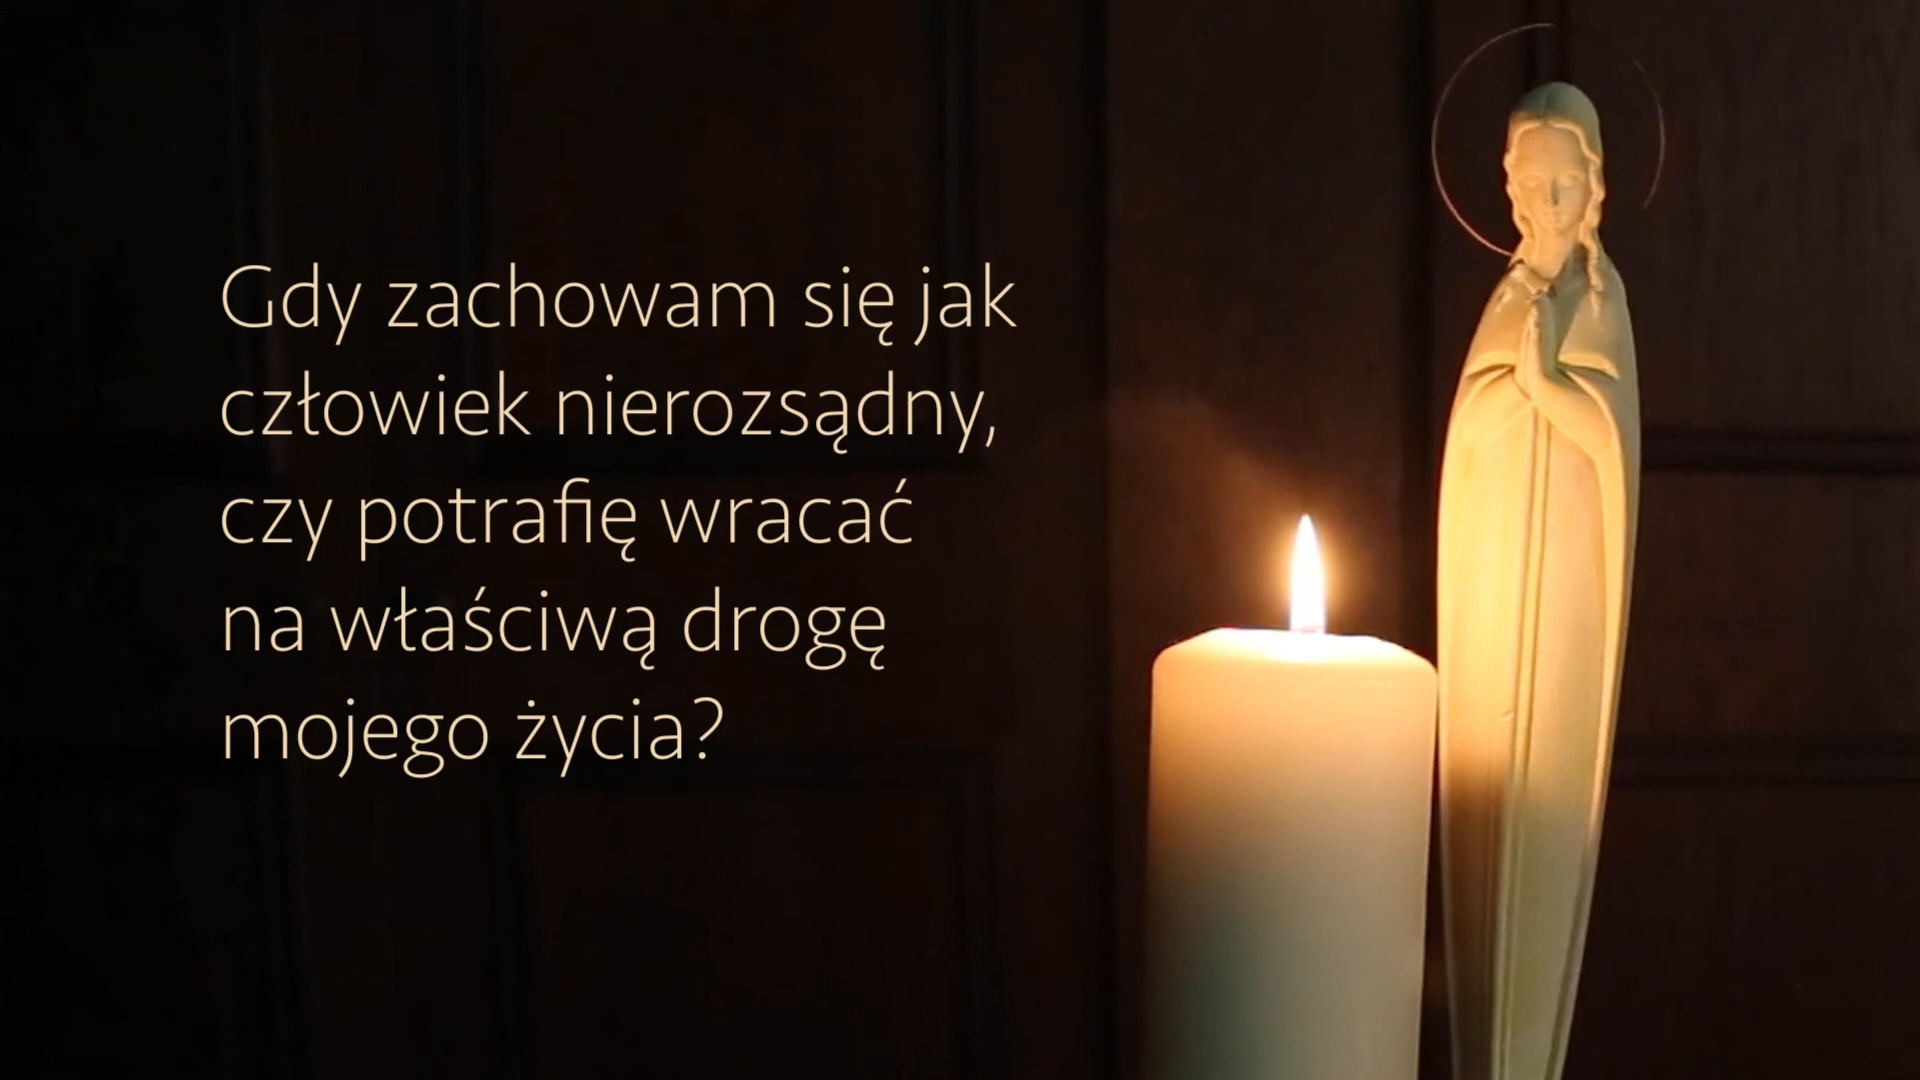 Gdy zachowam się jak
człowiek nierozsądny,
czy potrafię wracać
na właściwą drogę
mojego życia?